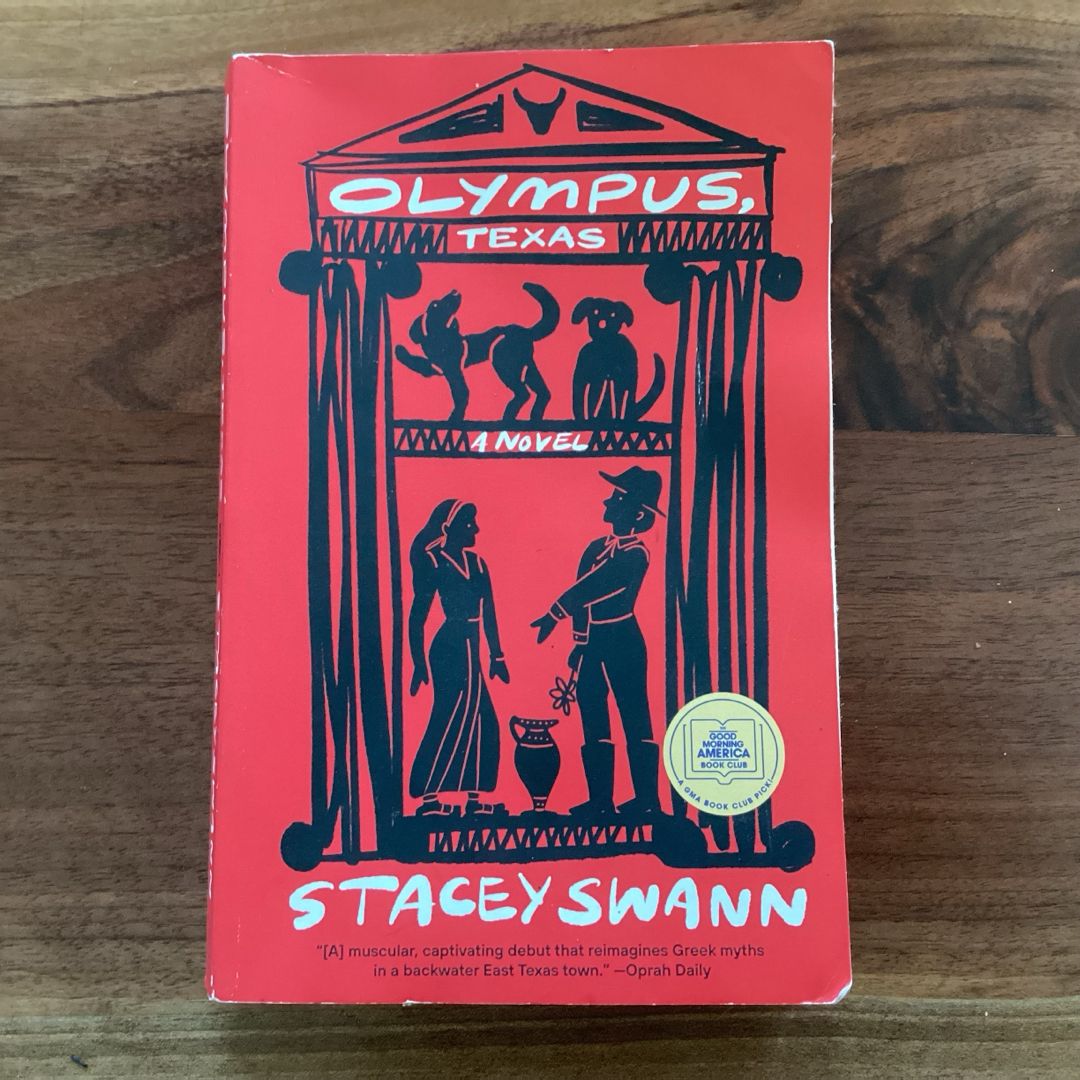 OLYMPUS,
TEXAS
A NOVEL
THE
GOOD
MORNING
AMERICA
BOOK CLUB
A GMA BOOK CLUB PICK!
STACEY SWANN
“[A] muscular, captivating debut that reimagines Greek myths
in a backwater East Texas town.” —Oprah Daily